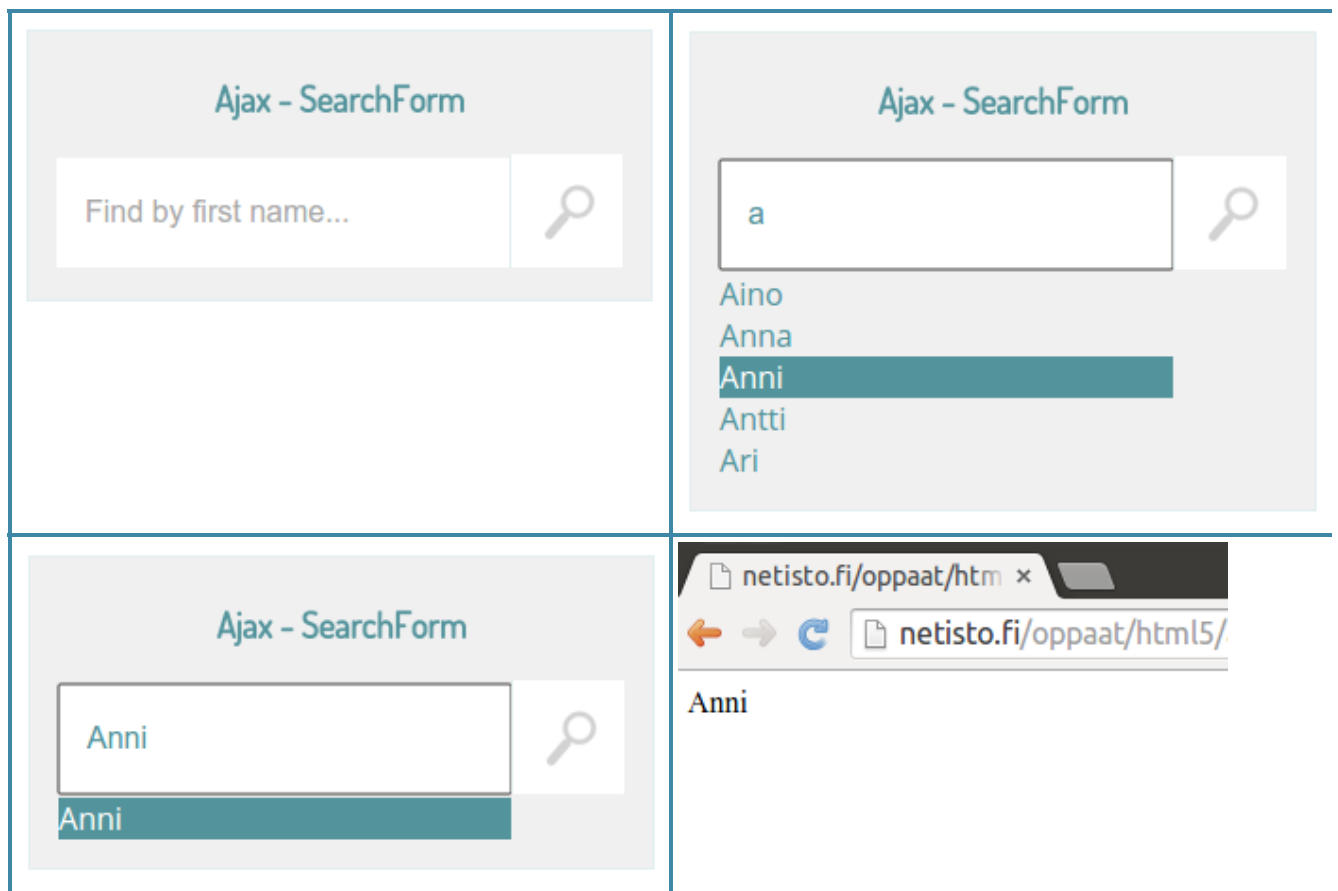 Ajax - SearchForm
Find by first name...
Ajax - SearchForm
a
Aino
Anna
Anni
Antti
Ari
Ajax - SearchForm
Anni
Anni
netisto.fi/oppaat/htm ×
netisto.fi/oppaat/html5/
Anni